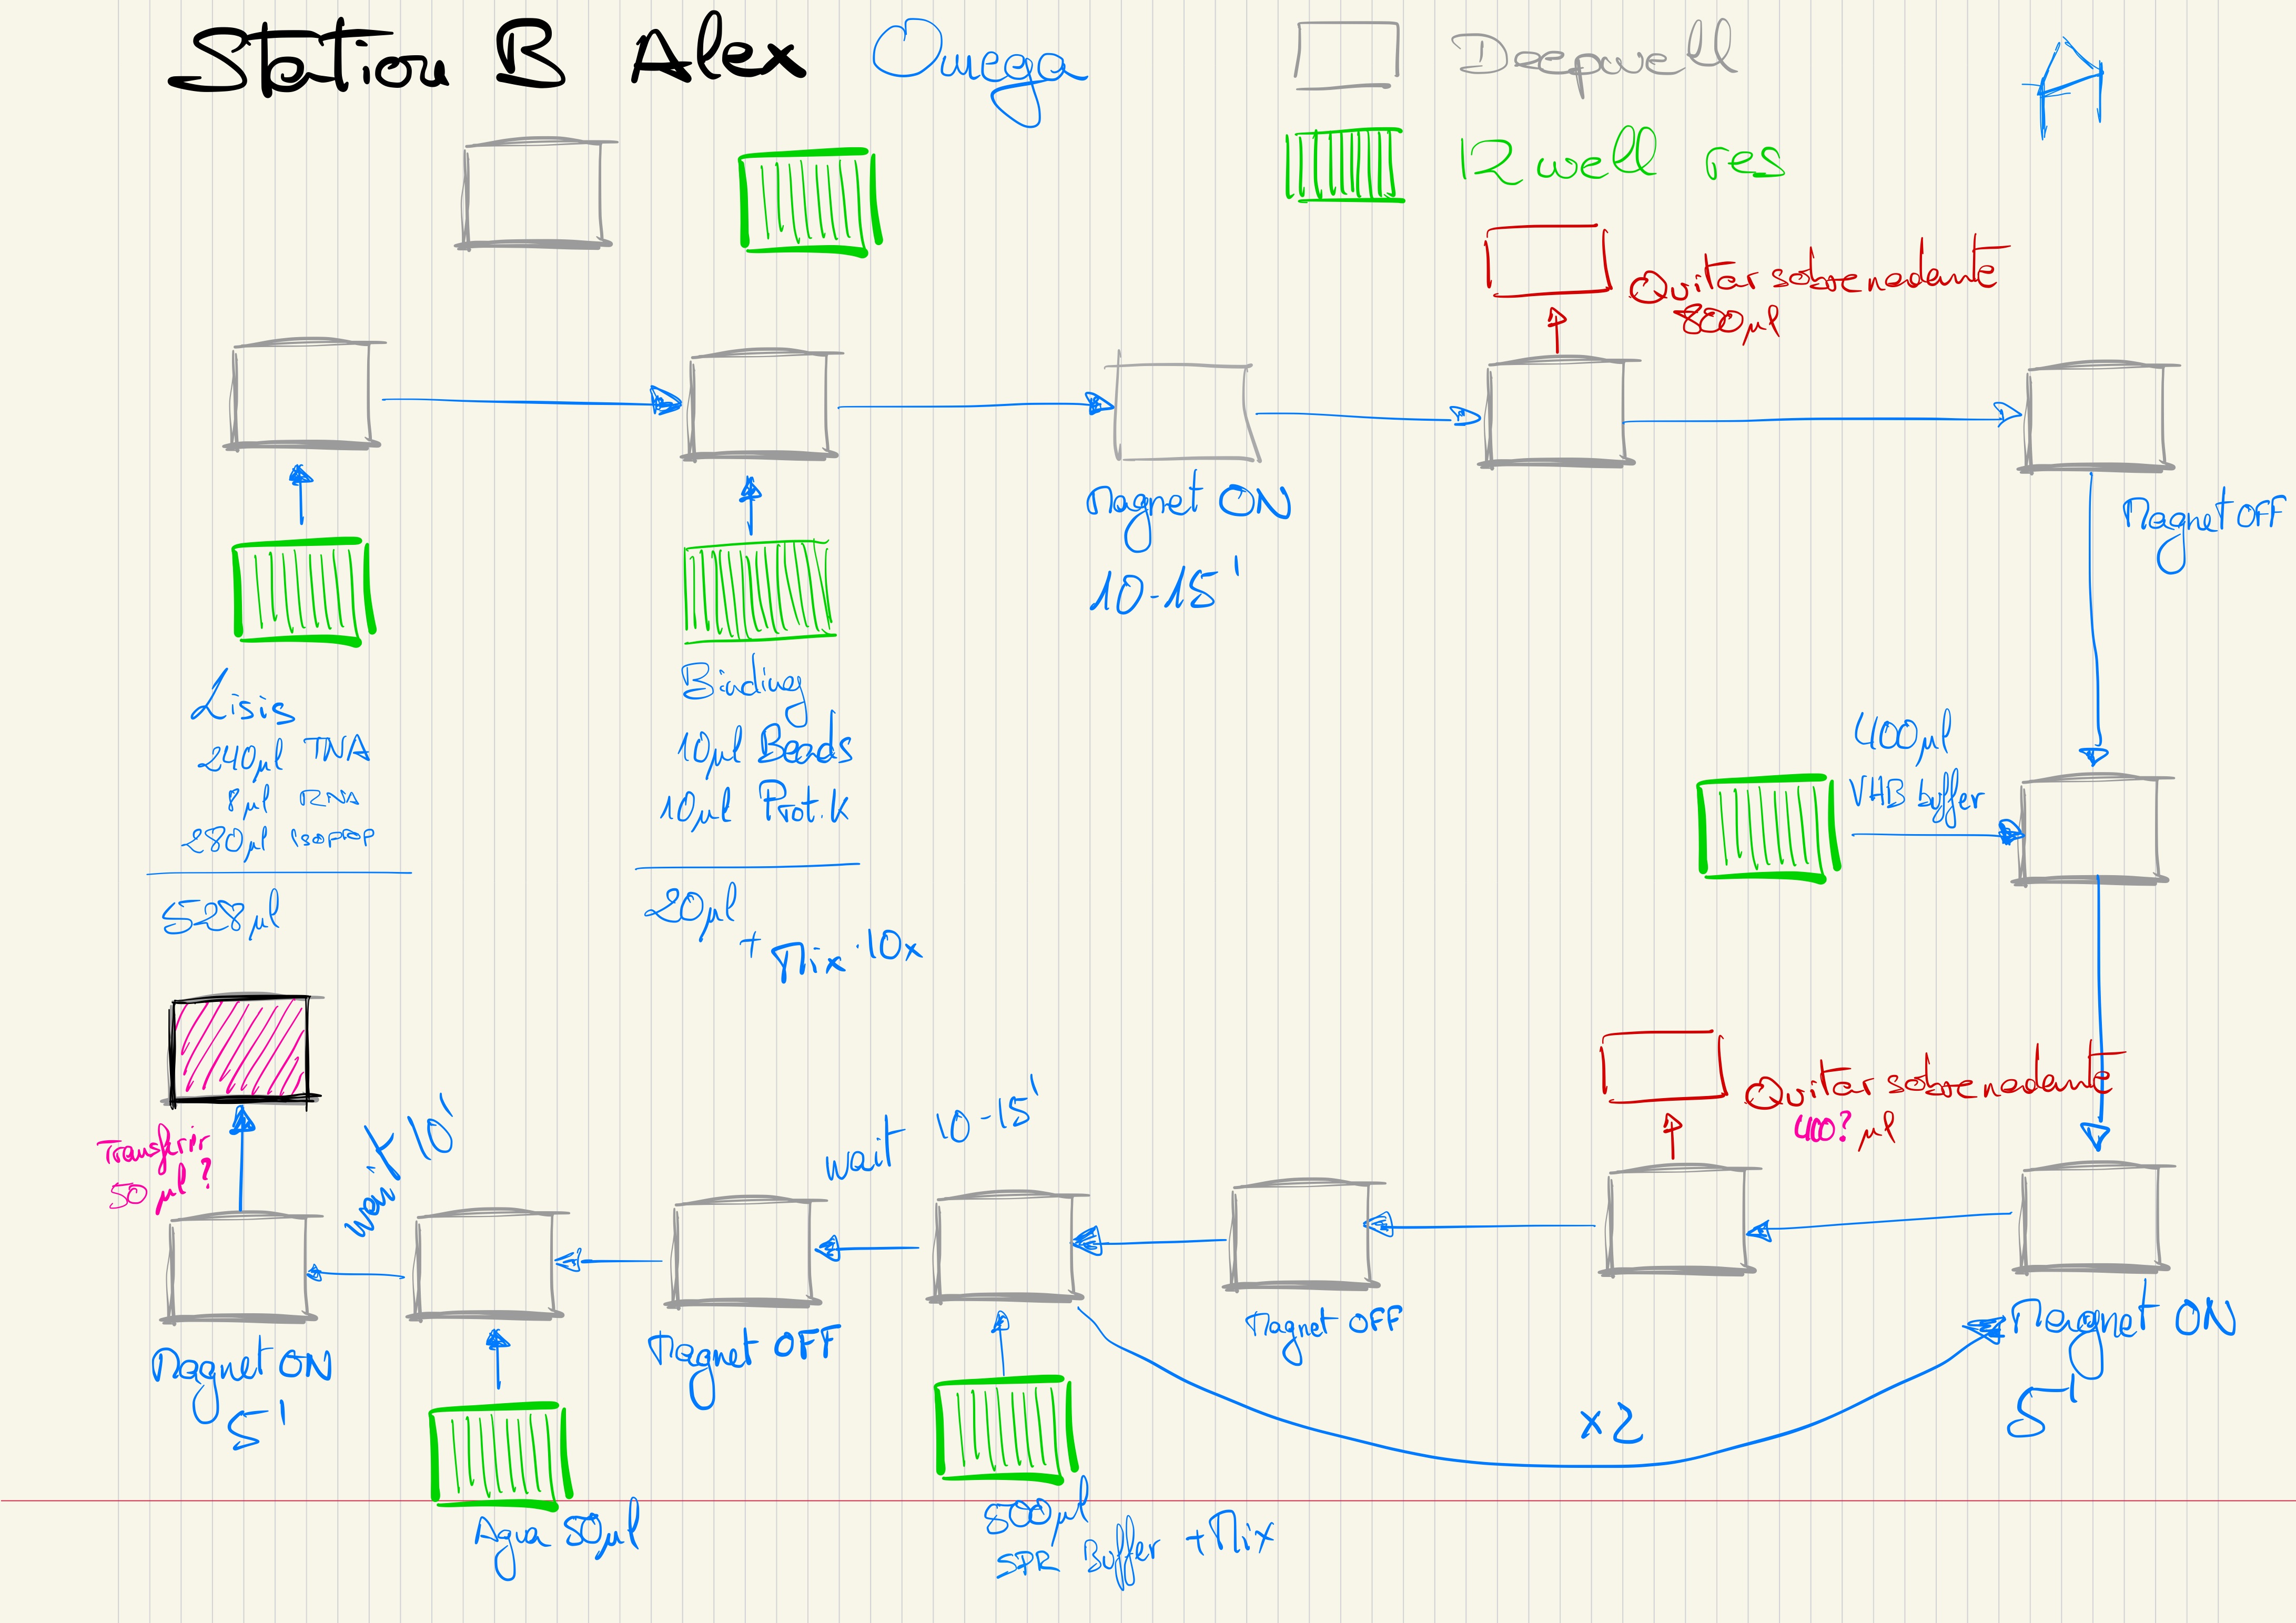 Station B Alex Omega
Deepwell
12 well res
Quitar sobrenadante
800µl
Magnet ON
10-15'
Magnet OFF
Lisis
240µl TNA
8µl RNA
280µl isoprop
528µl
Binding
10µl Beads
10µl Prot.K
20µl
+ Mix 10x
400µl
VHB buffer
Quitar sobrenadante
400? µl
Magnet ON
5'
x2
Magnet OFF
500µl
SPR Buffer +Mix
wait 10-15'
Magnet OFF
Agua 50µl
wait 10'
Magnet ON
5'
Transferir
50 µl?